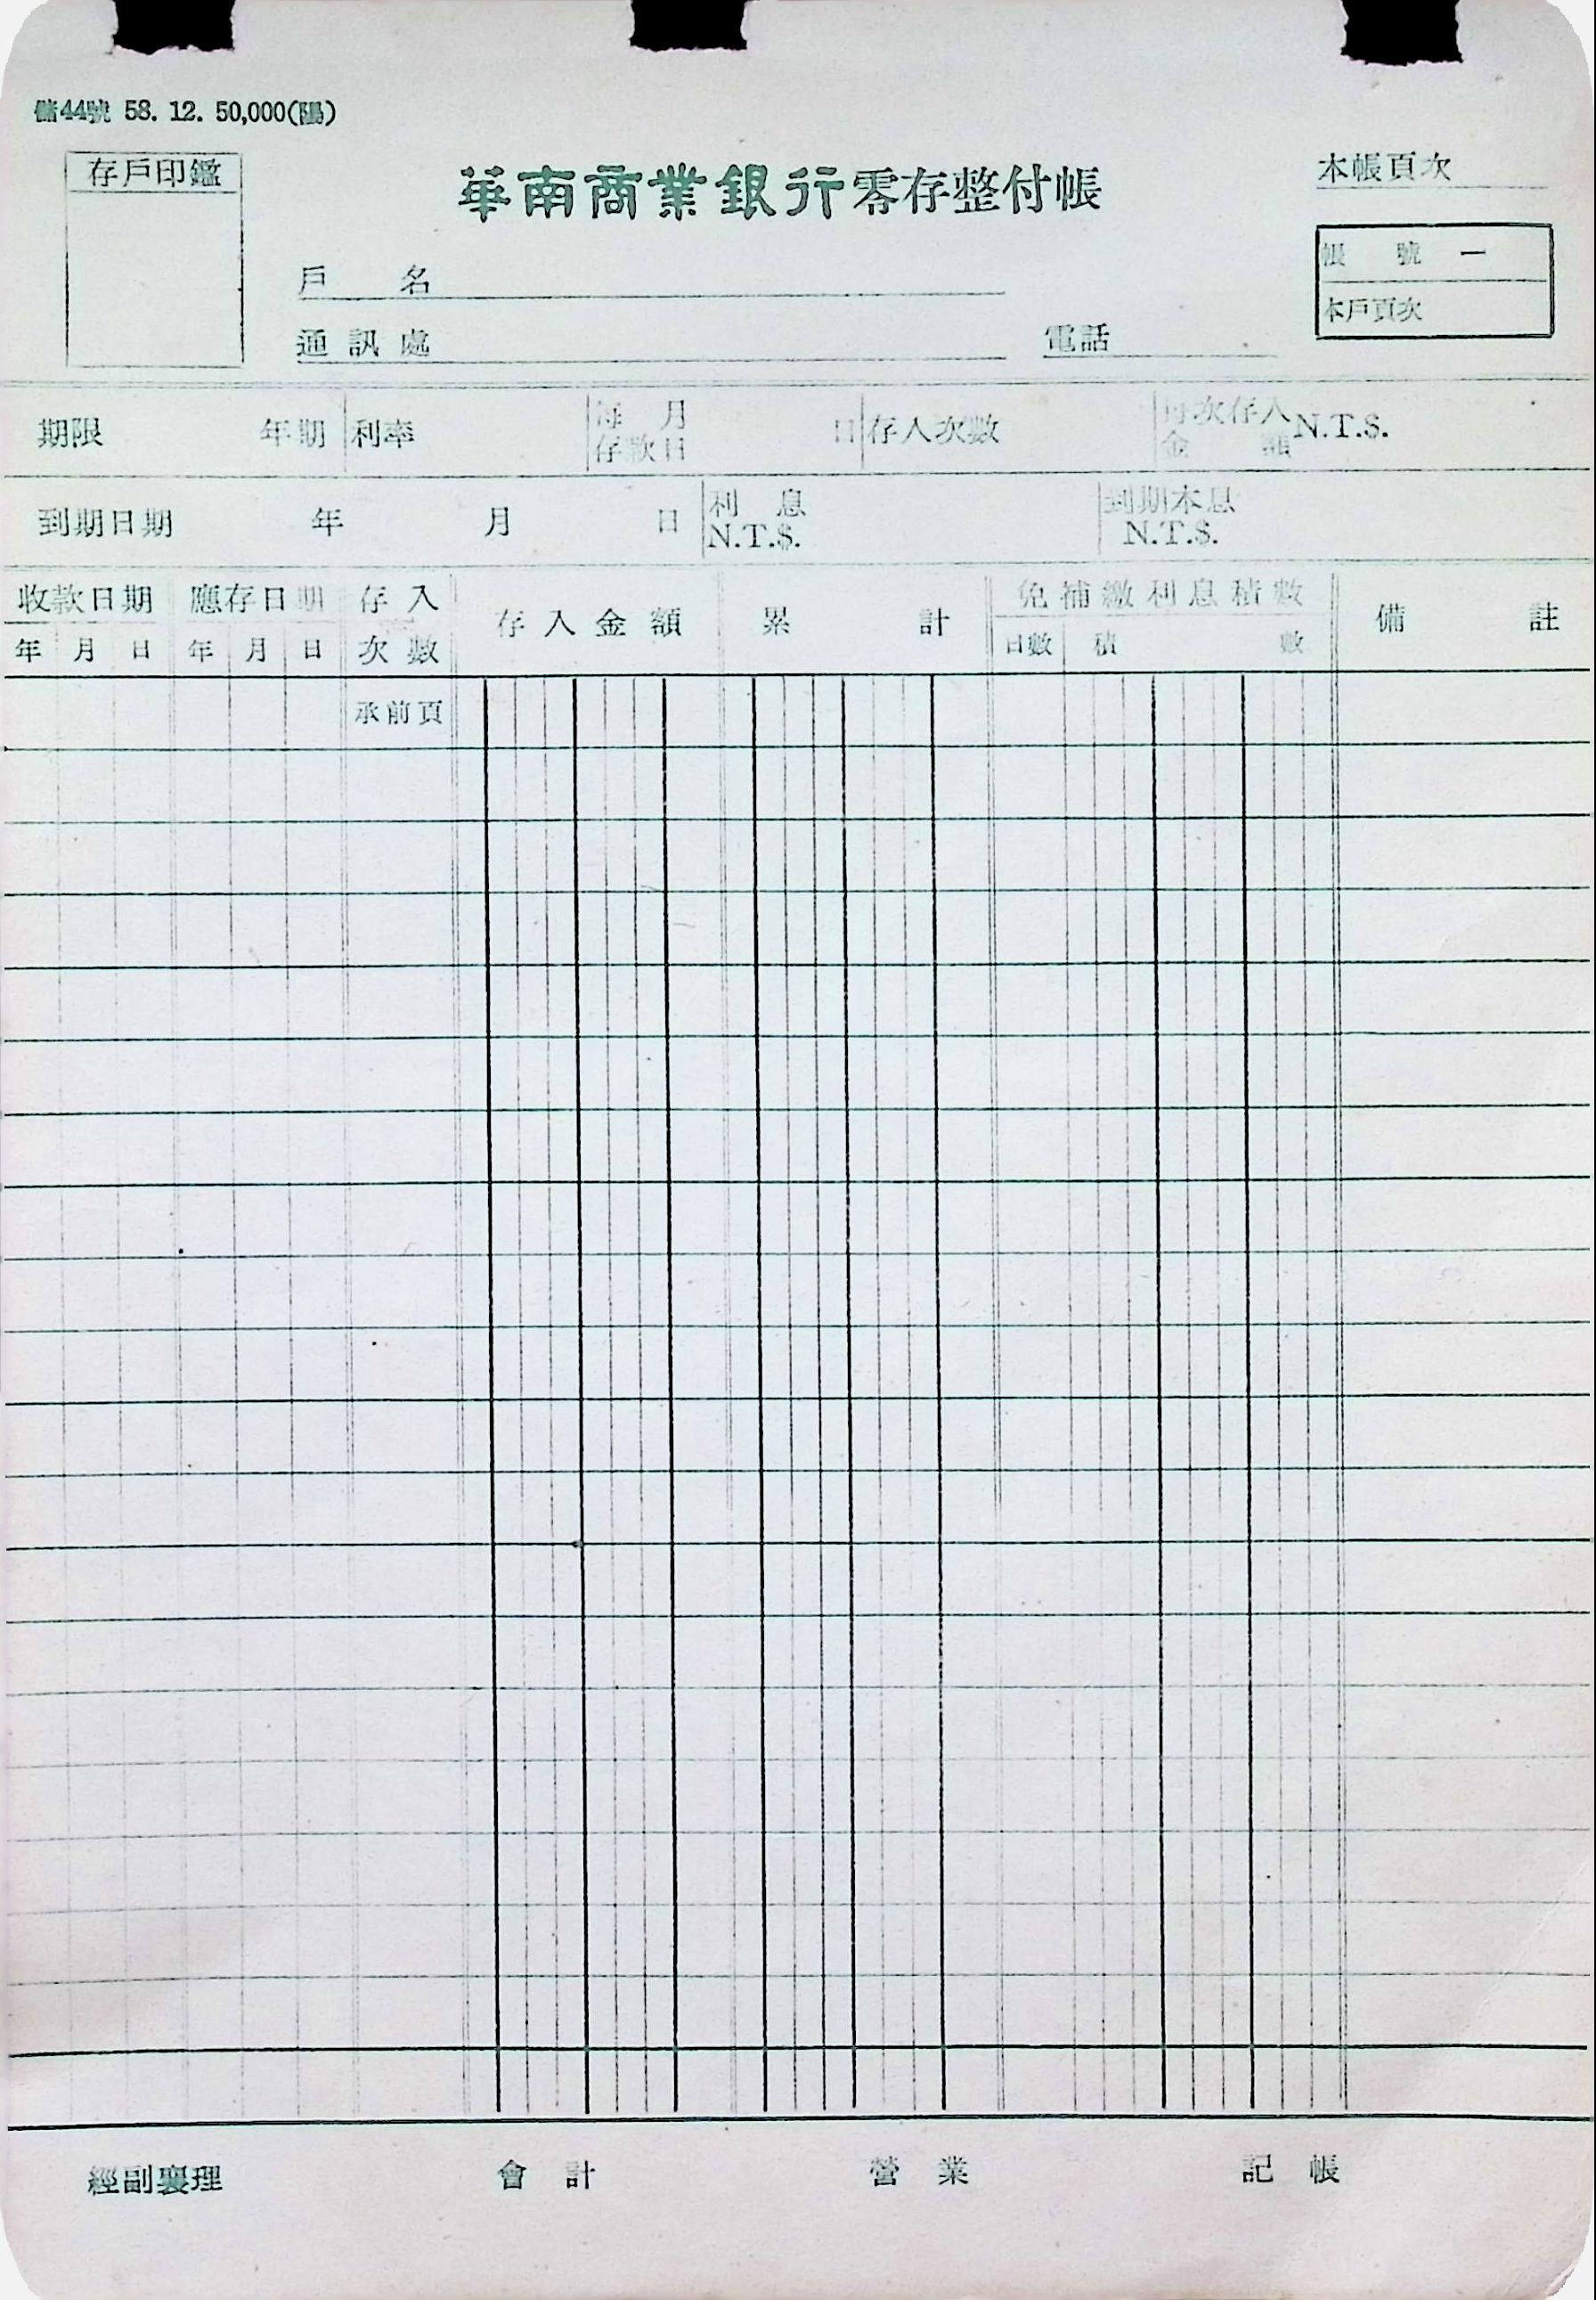 儲44號 58. 12. 50,000(陽)
存戶印鑑
華南商業銀行零存整付帳
本帳頁次
帳 號 一
本戶頁次
戶 名
通訊處 電話
期限 年期 利率 每月存款日 日 存入次數 每次存入金額 N.T.$.
到期日期 年 月 日 利息 N.T.$. 到期本息 N.T.$.
收款日期 應存日期 存入次數 存入金額 累計 免補繳利息積數 備註
年 月 日 年 月 日 日數 積數
承前頁
經副襄理 會計 營業 記帳